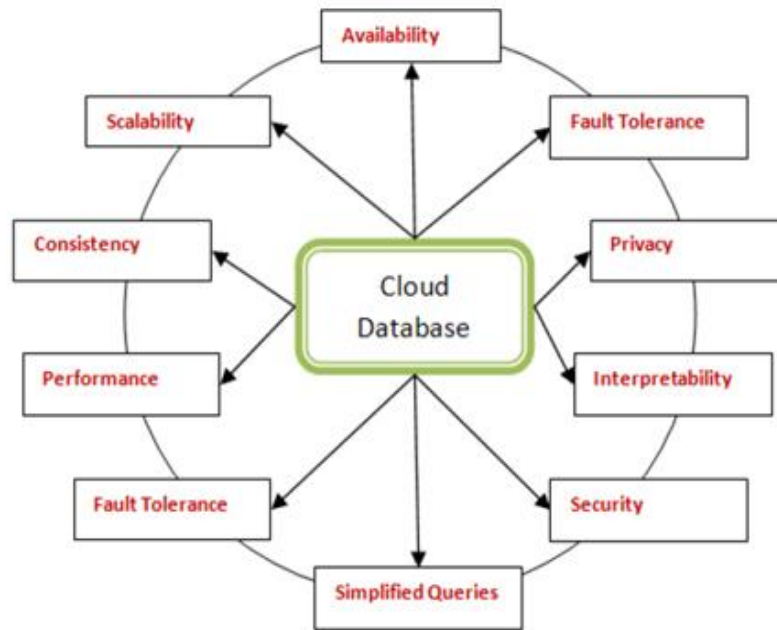 Availability
Scalability
Fault Tolerance
Consistency
Privacy
Cloud
Database
Performance
Interpretability
Fault Tolerance
Security
Simplified Queries